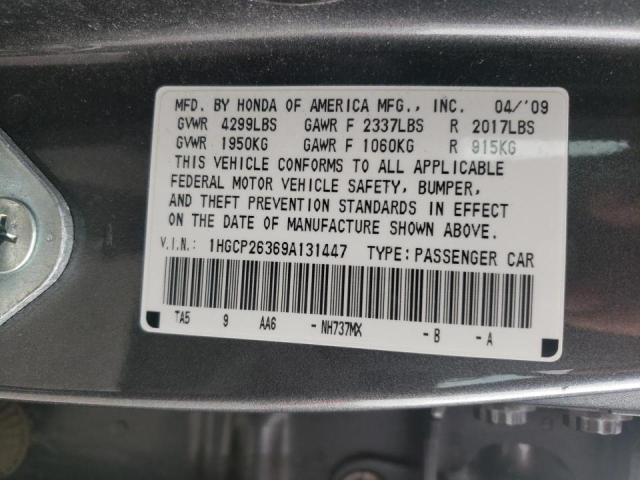 MFD. BY HONDA OF AMERICA MFG., INC. 04/'09
GVWR 4299LBS GAWR F 2337LBS R 2017LBS
GVWR 1950KG GAWR F 1060KG R 915KG
THIS VEHICLE CONFORMS TO ALL APPLICABLE
FEDERAL MOTOR VEHICLE SAFETY, BUMPER,
AND THEFT PREVENTION STANDARDS IN EFFECT
ON THE DATE OF MANUFACTURE SHOWN ABOVE.
V.I.N.: 1HGCP26369A131447 TYPE: PASSENGER CAR
TA5 9 AA6 - NH737MX - B - A